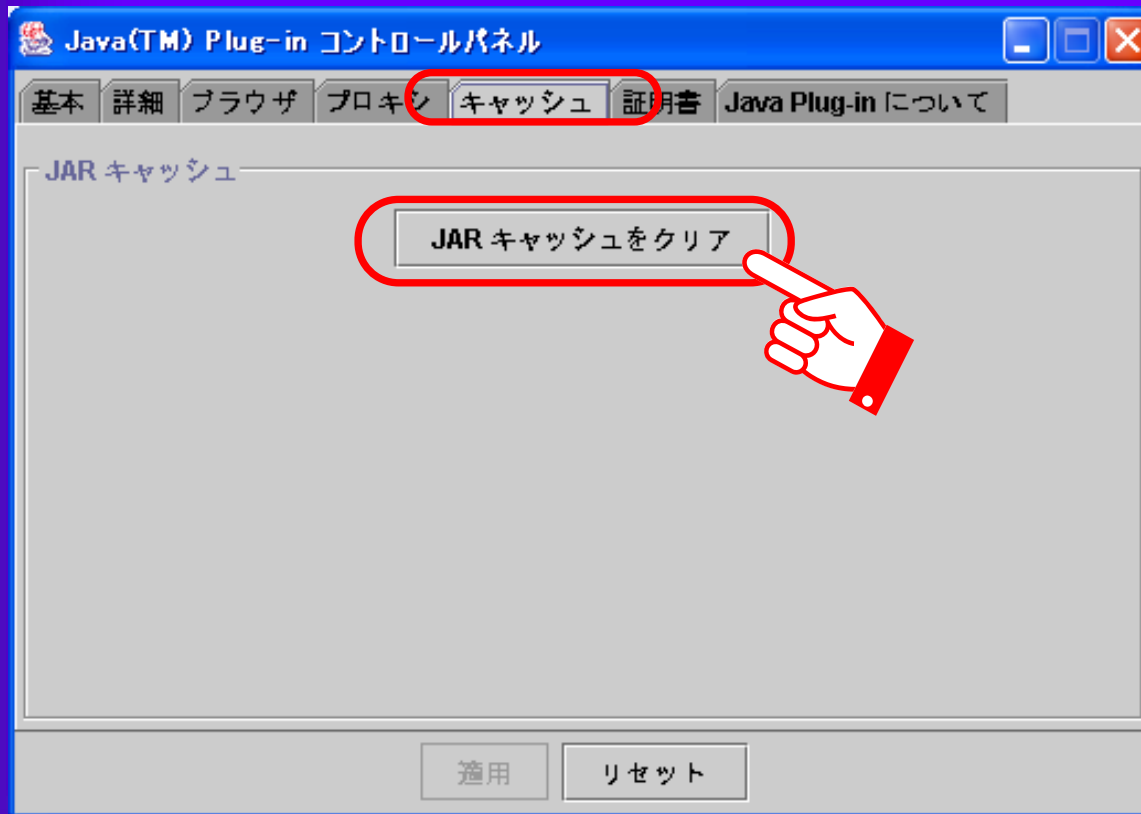 Java(TM) Plug-in コントロールパネル
基本 詳細 ブラウザ プロキシ キャッシュ 証明書 Java Plug-in について
JAR キャッシュ
JAR キャッシュをクリア
適用 リセット